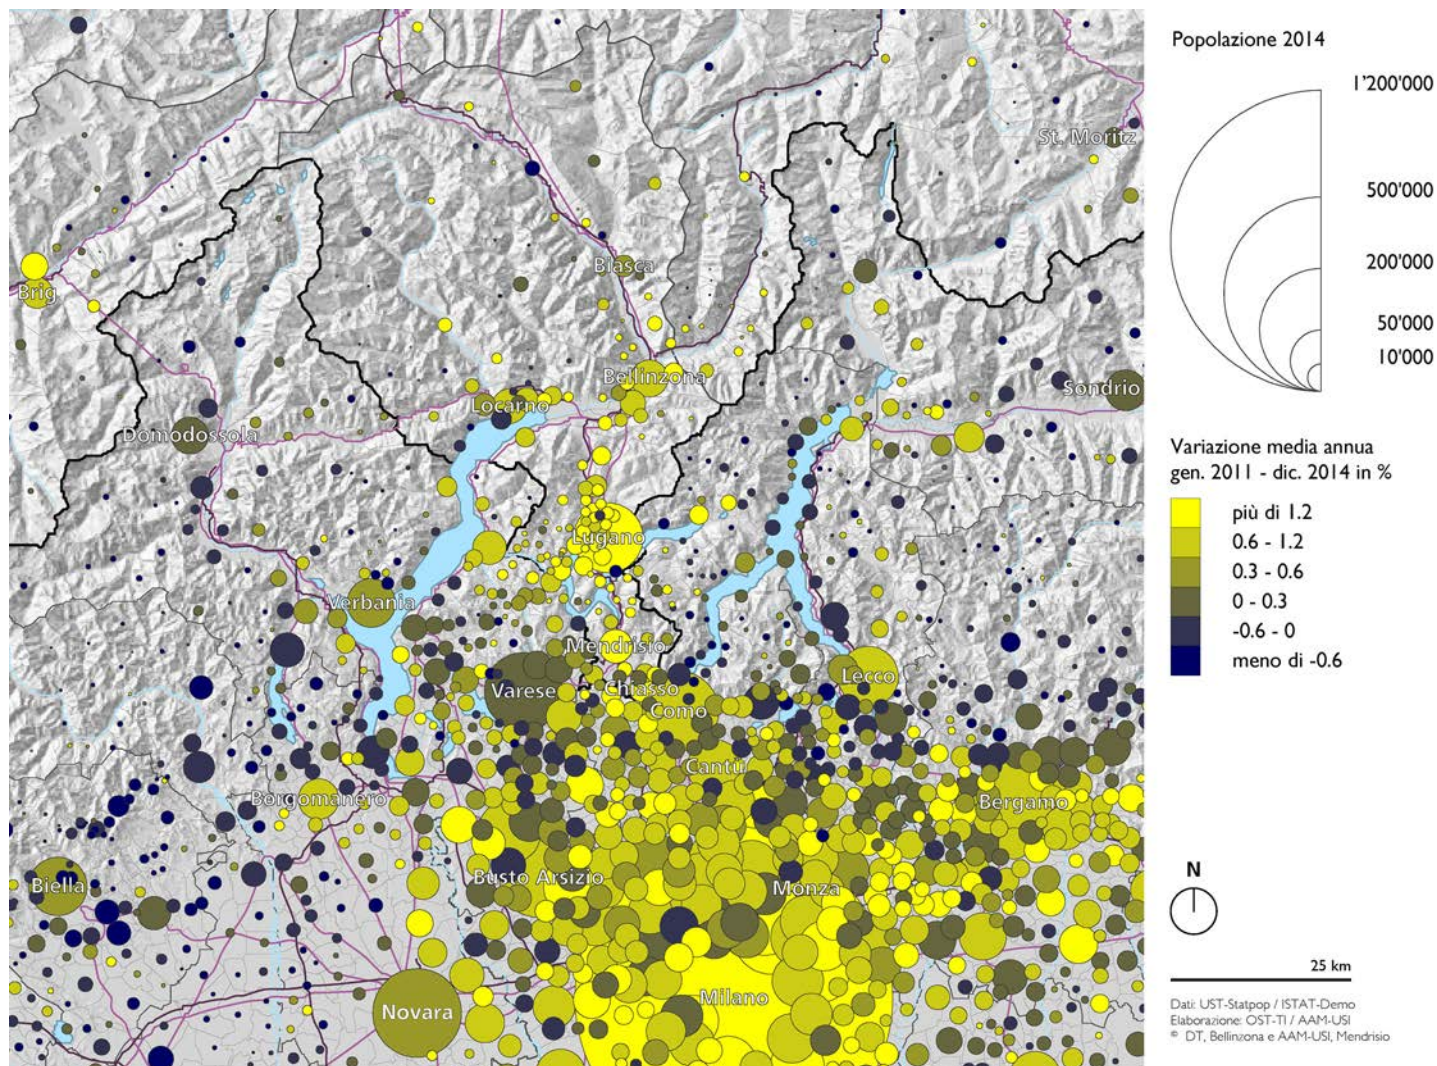 Popolazione 2014
1'200'000
500'000
200'000
50'000
10'000
St. Moritz
Biasca
Brig
Bellinzona
Sondrio
Locarno
Domodossola
Lugano
Verbania
Mendrisio
Lecco
Varese
Chiasso
Como
Cantù
Borgomanero
Bergamo
Busto Arsizio
Monza
Biella
Milano
Novara
Variazione media annua
gen. 2011 - dic. 2014 in %
più di 1.2
0.6 - 1.2
0.3 - 0.6
0 - 0.3
-0.6 - 0
meno di -0.6
N
25 km
Dati: UST-Statpop / ISTAT-Demo
Elaborazione: OST-TI / AAM-USI
© DT, Bellinzona e AAM-USI, Mendrisio